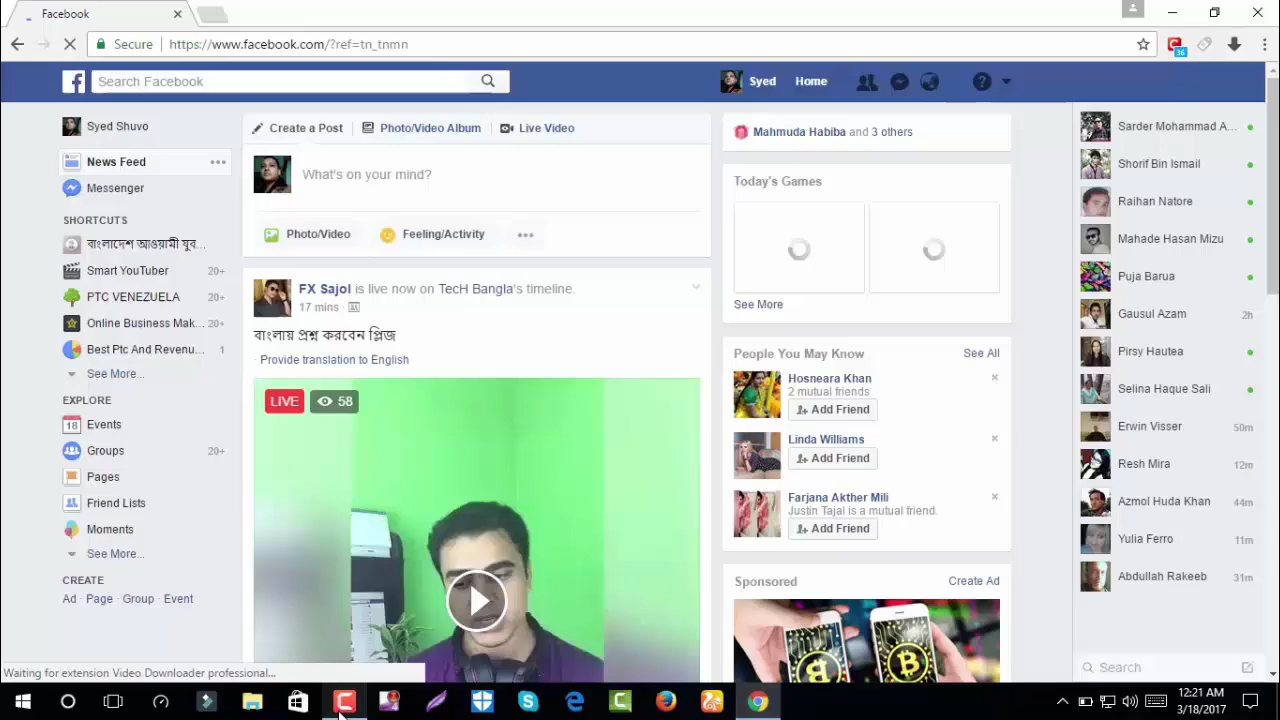 Facebook
Secure https://www.facebook.com/?ref=tn_tnmn
36
Search Facebook
Syed Home
Syed Shuvo
News Feed
Messenger
SHORTCUTS
বাংলাদেশ আওয়ামী যুব...
Smart YouTuber 20+
PTC VENEZUELA 20+
Online Business Mak... 20+
Best Ptc And Revenu... 1
See More...
EXPLORE
18 Events
Groups 20+
Pages
Friend Lists
Moments
See More...
CREATE
Ad · Page · Group · Event
Create a Post Photo/Video Album Live Video
What's on your mind?
Photo/Video Feeling/Activity
FX Sajol is live now on TecH Bangla's timeline.
17 mins ·
বাংলায় প্রশ্ন করবেন প্লিজ
· Provide translation to English
LIVE 58
Mahmuda Habiba and 3 others
Today's Games
See More
People You May Know See All
Hosneara Khan
2 mutual friends
Add Friend
Linda Williams
Add Friend
Farjana Akther Mili
Justin Tajal is a mutual friend.
Add Friend
Sponsored Create Ad
Sarder Mohammad A...
Shorif Bin Ismail
Raihan Natore
Mahade Hasan Mizu
Puja Barua
Gausul Azam 2h
Pirsy Hautea
Selina Haque Sali
Erwin Visser 50m
Resh Mira 12m
Azmol Huda Khan 44m
Yulia Ferro 11m
Abdullah Rakeeb 31m
Search
Waiting for extension Video Downloader professional...
12:21 AM
3/18/2017